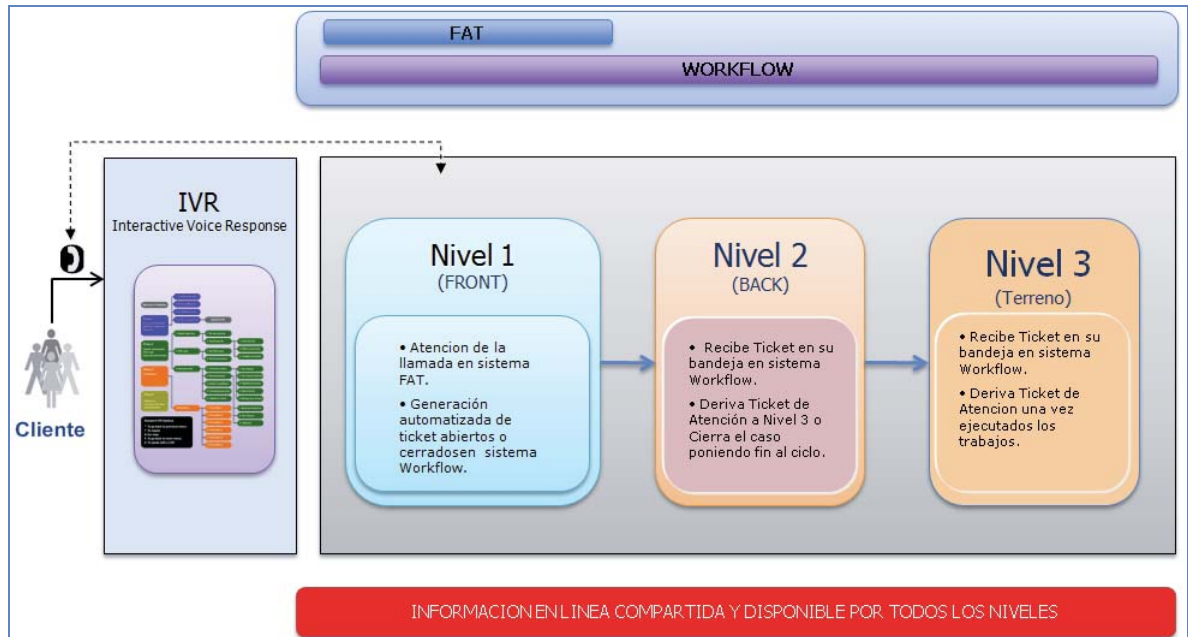 FAT
WORKFLOW
IVR
Interactive Voice Response
Cliente
Nivel 1
(FRONT)
• Atencion de la
llamada en sistema
FAT.
• Generación
automatizada de
ticket abiertos o
cerradosen sistema
Workflow.
Nivel 2
(BACK)
• Recibe Ticket en su
bandeja en sistema
Workflow.
• Deriva Ticket de
Atención a Nivel 3 o
Cierra el caso
poniendo fin al ciclo.
Nivel 3
(Terreno)
• Recibe Ticket en su
bandeja en sistema
Workflow.
• Deriva Ticket de
Atencion una vez
ejecutados los
trabajos.
INFORMACION EN LINEA COMPARTIDA Y DISPONIBLE POR TODOS LOS NIVELES